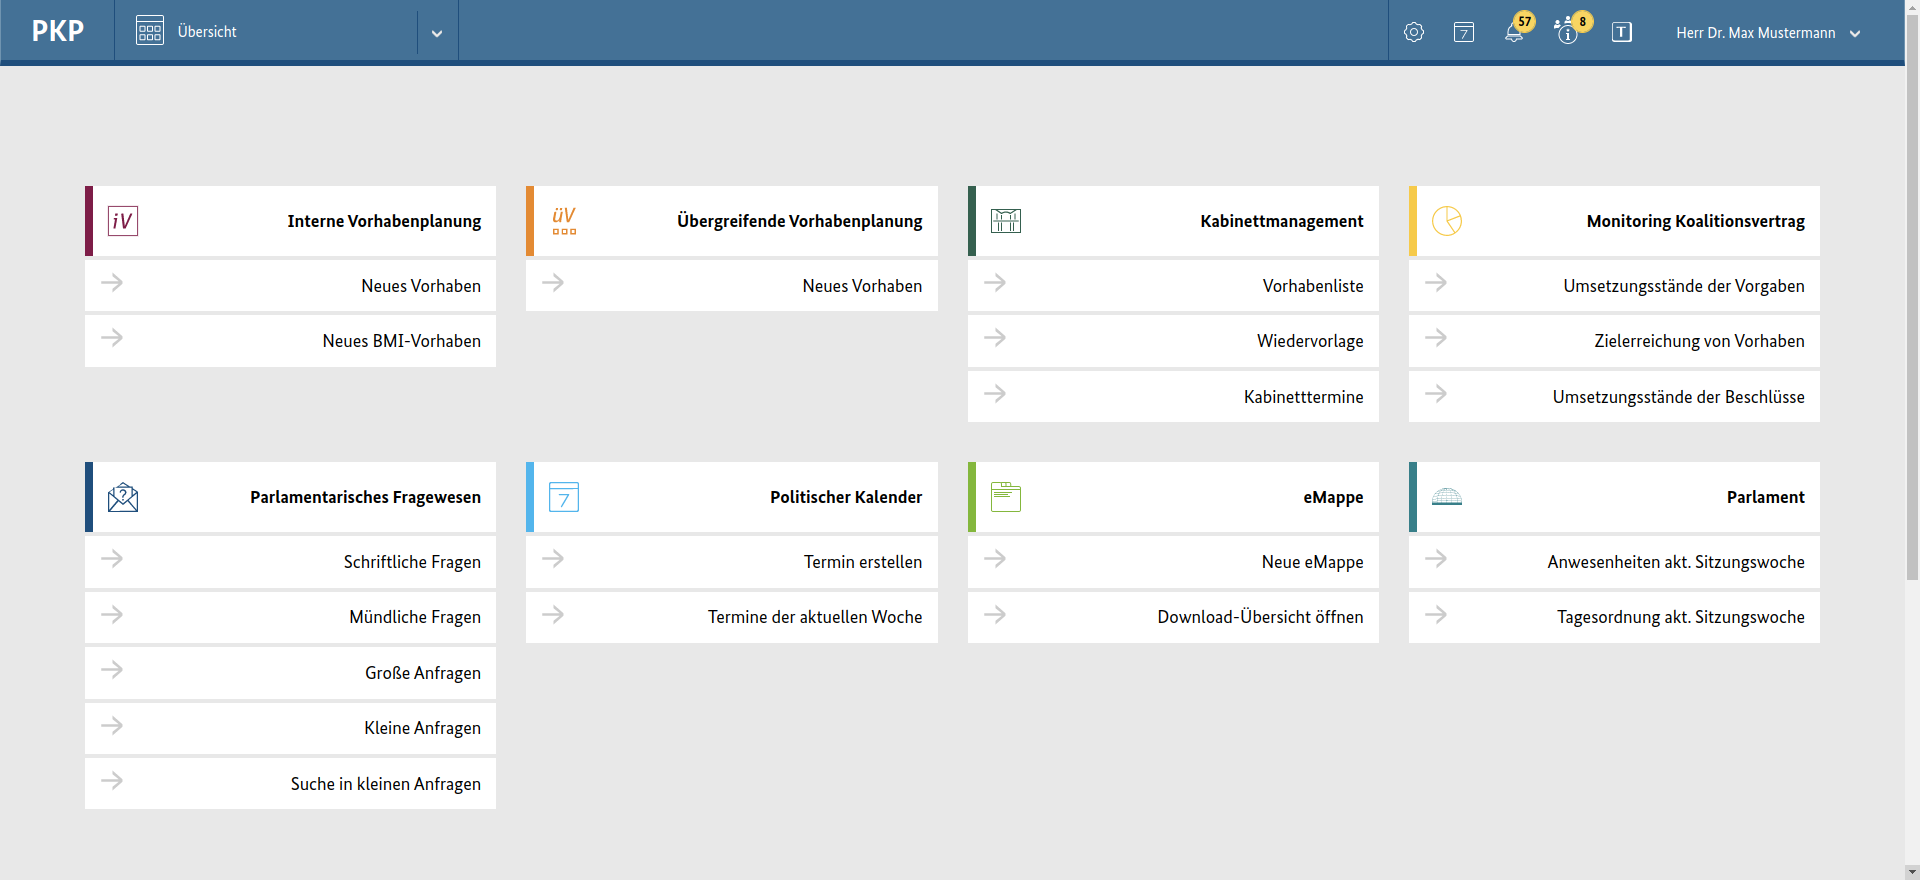 PKP
Übersicht
7
57
8
T
Herr Dr. Max Mustermann
iV
Interne Vorhabenplanung
Neues Vorhaben
Neues BMI-Vorhaben
üV
Übergreifende Vorhabenplanung
Neues Vorhaben
Kabinettmanagement
Vorhabenliste
Wiedervorlage
Kabinetttermine
Monitoring Koalitionsvertrag
Umsetzungsstände der Vorgaben
Zielerreichung von Vorhaben
Umsetzungsstände der Beschlüsse
?
Parlamentarisches Fragewesen
Schriftliche Fragen
Mündliche Fragen
Große Anfragen
Kleine Anfragen
Suche in kleinen Anfragen
7
Politischer Kalender
Termin erstellen
Termine der aktuellen Woche
eMappe
Neue eMappe
Download-Übersicht öffnen
Parlament
Anwesenheiten akt. Sitzungswoche
Tagesordnung akt. Sitzungswoche